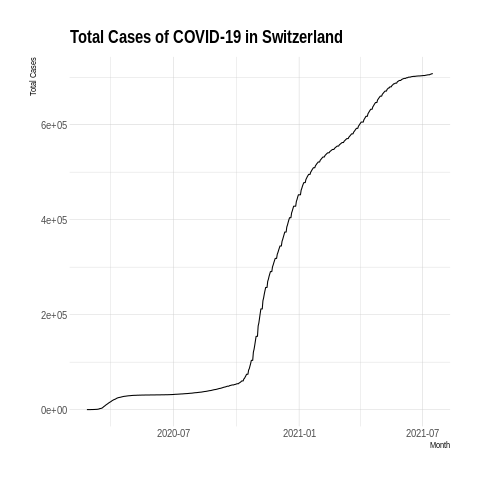 Total Cases of COVID-19 in Switzerland
Total Cases
6e+05
4e+05
2e+05
0e+00
2020-07 2021-01 2021-07
Month